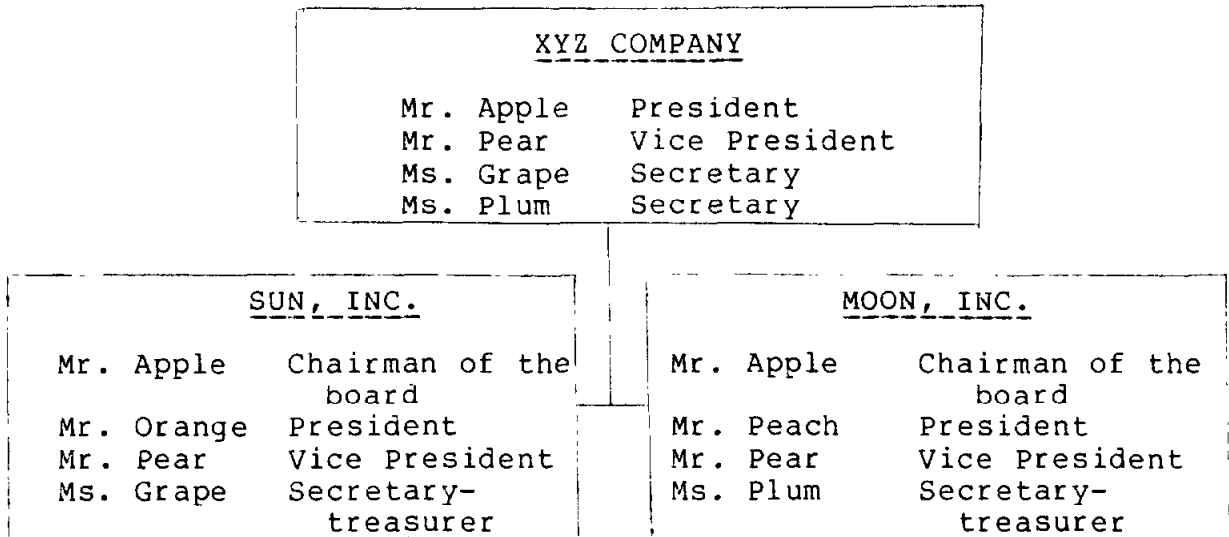 XYZ COMPANY
Mr. Apple President
Mr. Pear Vice President
Ms. Grape Secretary
Ms. Plum Secretary
SUN, INC.
Mr. Apple Chairman of the
board
Mr. Orange President
Mr. Pear Vice President
Ms. Grape Secretary-
treasurer
MOON, INC.
Mr. Apple Chairman of the
board
Mr. Peach President
Mr. Pear Vice President
Ms. Plum Secretary-
treasurer